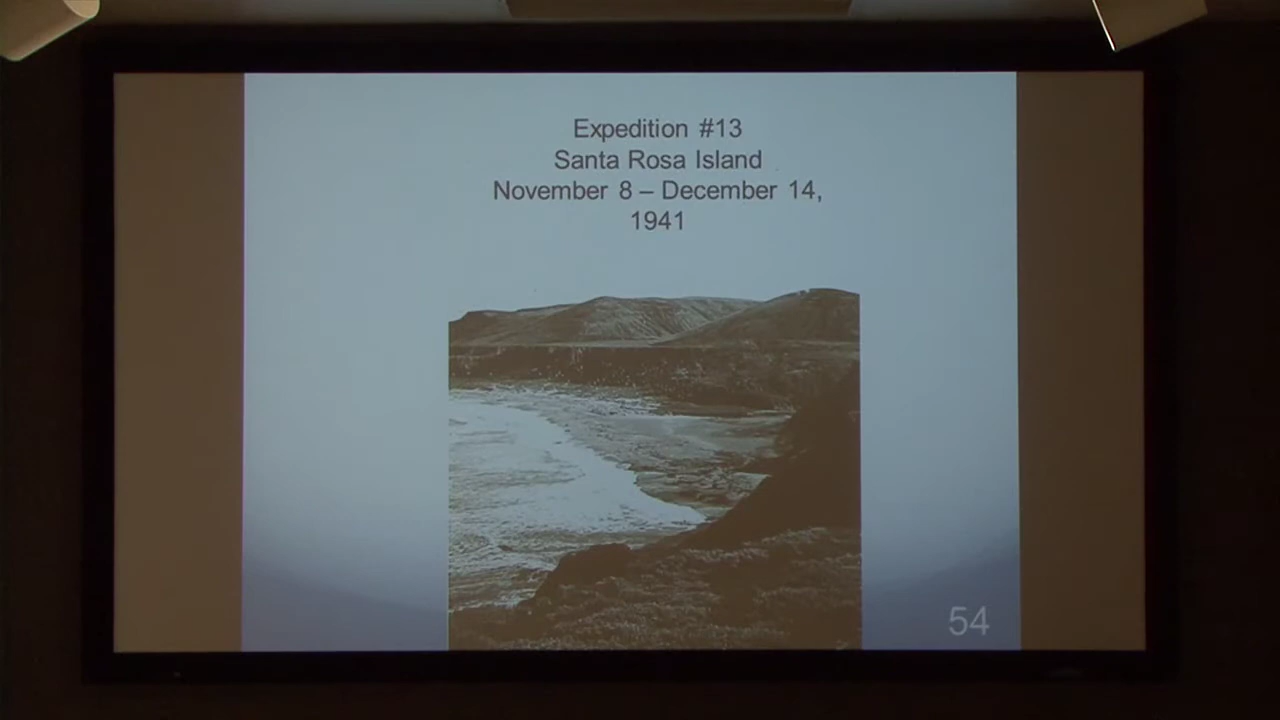 Expedition #13
Santa Rosa Island
November 8 – December 14,
1941
54